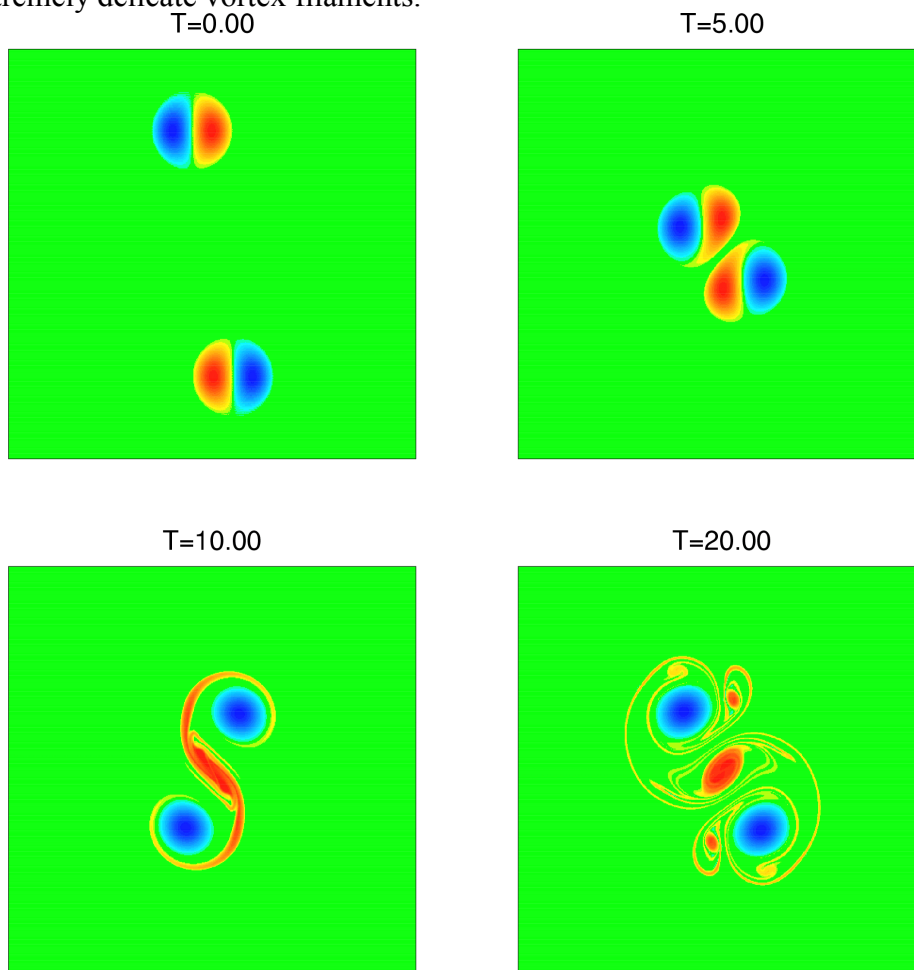 delicate vortex filaments.
T=0.00
T=5.00
T=10.00
T=20.00